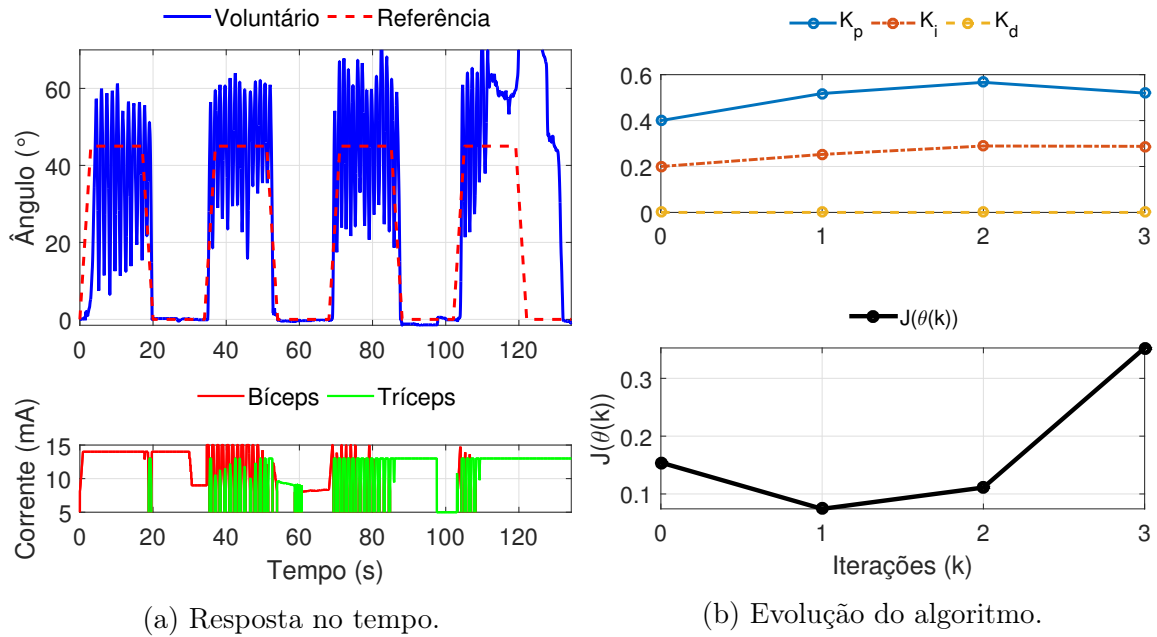 Voluntário Referência
Ângulo (°)
60
40
20
0
0 20 40 60 80 100 120
Bíceps Tríceps
Corrente (mA)
15
10
5
0 20 40 60 80 100 120
Tempo (s)
(a) Resposta no tempo.
K_p K_i K_d
0.6
0.4
0.2
0
0 1 2 3
J(θ(k))
J(θ(k))
0.3
0.2
0.1
0 1 2 3
Iterações (k)
(b) Evolução do algoritmo.